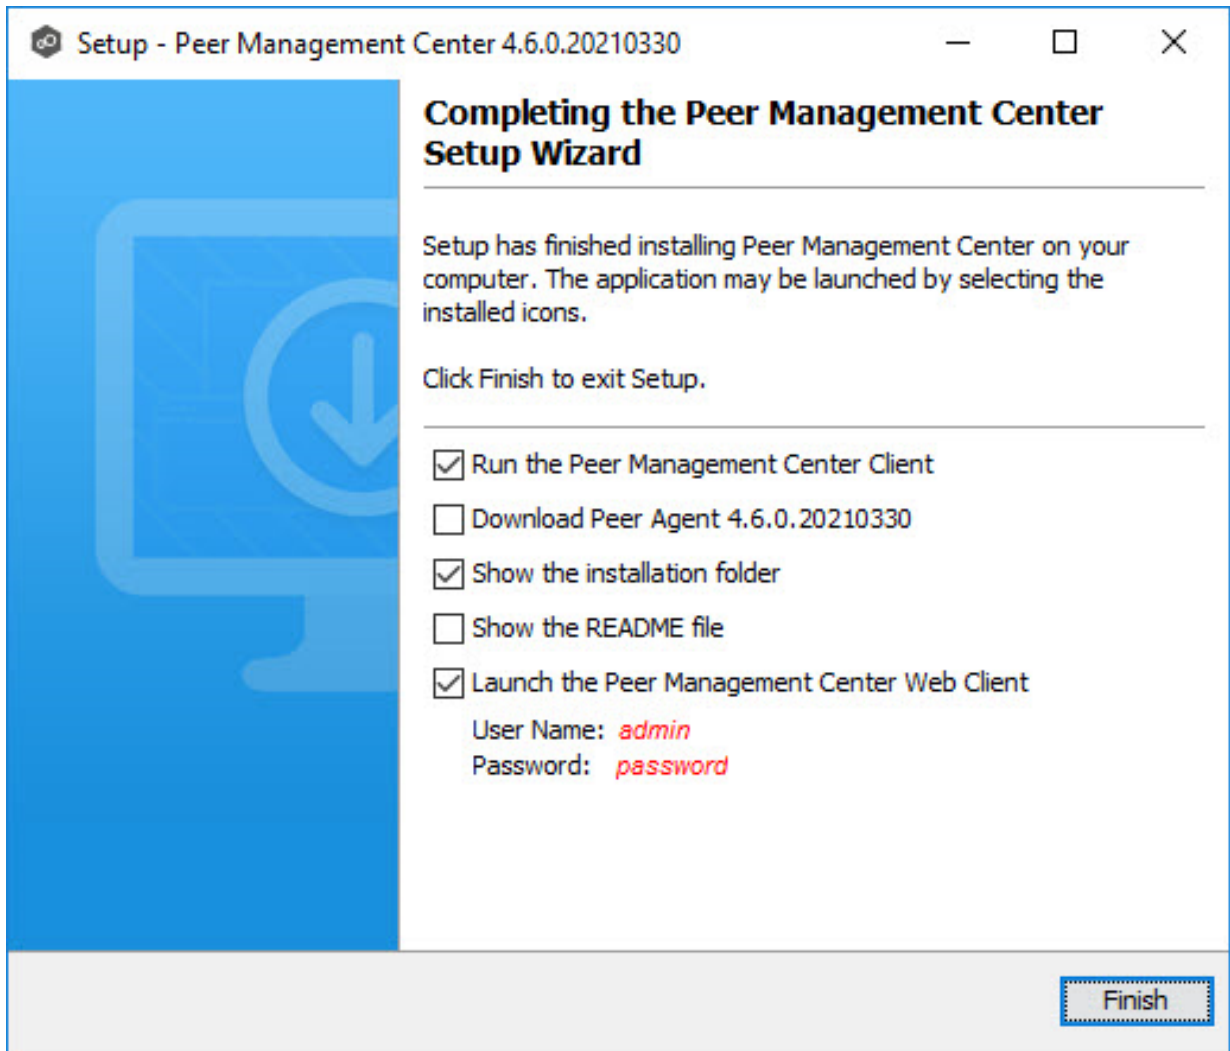 Setup - Peer Management Center 4.6.0.20210330
Completing the Peer Management Center
Setup Wizard
Setup has finished installing Peer Management Center on your
computer. The application may be launched by selecting the
installed icons.
Click Finish to exit Setup.
Run the Peer Management Center Client
Download Peer Agent 4.6.0.20210330
Show the installation folder
Show the README file
Launch the Peer Management Center Web Client
User Name: admin
Password: password
Finish